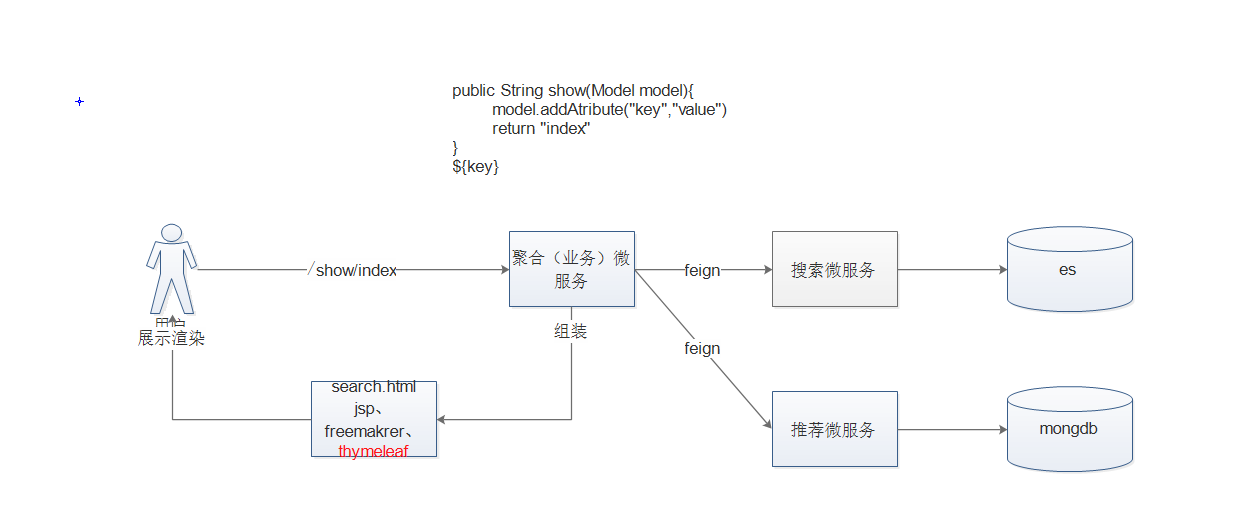 public String show(Model model){
model.addAtribute("key","value")
return "index"
}
${key}
/show/index
聚合（业务）微
服务
feign
搜索微服务
es
用户
展示渲染
组装
feign
search.html
jsp、
freemakrer、
thymeleaf
推荐微服务
mongdb